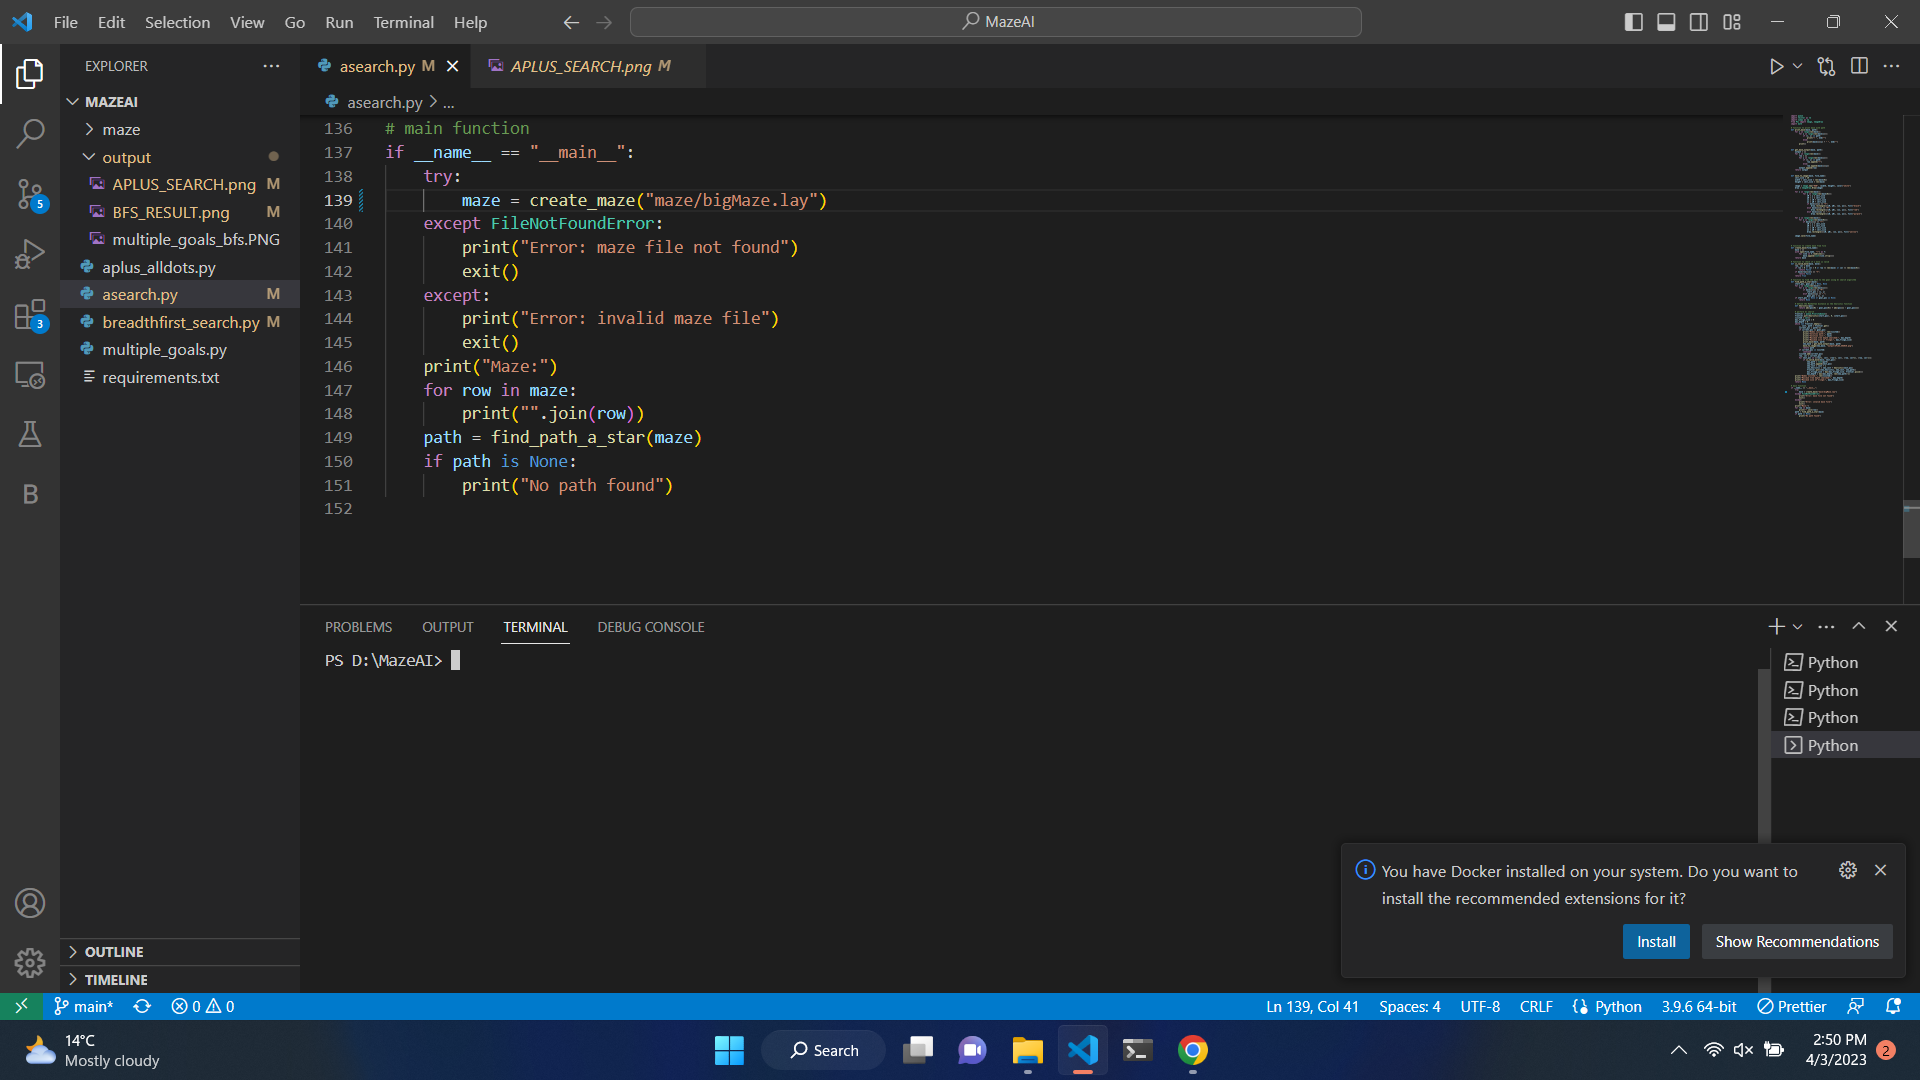 File Edit Selection View Go Run Terminal Help
MazeAI
EXPLORER
MAZEAI
maze
output
APLUS_SEARCH.png M
BFS_RESULT.png M
multiple_goals_bfs.PNG
aplus_alldots.py
asearch.py M
breadthfirst_search.py M
multiple_goals.py
requirements.txt
OUTLINE
TIMELINE
5
3
B
asearch.py M
APLUS_SEARCH.png M
asearch.py > ...
136 # main function
137 if __name__ == "__main__":
138 try:
139 maze = create_maze("maze/bigMaze.lay")
140 except FileNotFoundError:
141 print("Error: maze file not found")
142 exit()
143 except:
144 print("Error: invalid maze file")
145 exit()
146 print("Maze:")
147 for row in maze:
148 print("".join(row))
149 path = find_path_a_star(maze)
150 if path is None:
151 print("No path found")
152
PROBLEMS OUTPUT TERMINAL DEBUG CONSOLE
PS D:\MazeAI>
Python
Python
Python
Python
You have Docker installed on your system. Do you want to
install the recommended extensions for it?
Install Show Recommendations
main* 0 0
Ln 139, Col 41 Spaces: 4 UTF-8 CRLF Python 3.9.6 64-bit Prettier
14°C
Mostly cloudy
Search
2:50 PM
4/3/2023
2